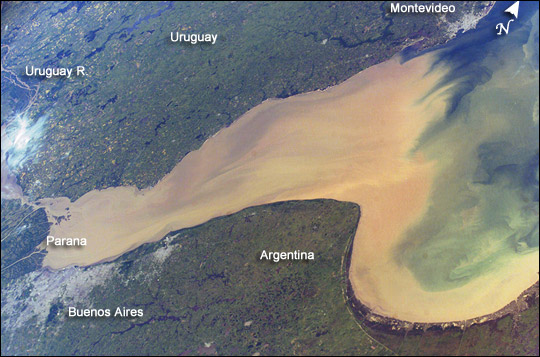 Montevideo
N
Uruguay
Uruguay R.
Parana
Argentina
Buenos Aires